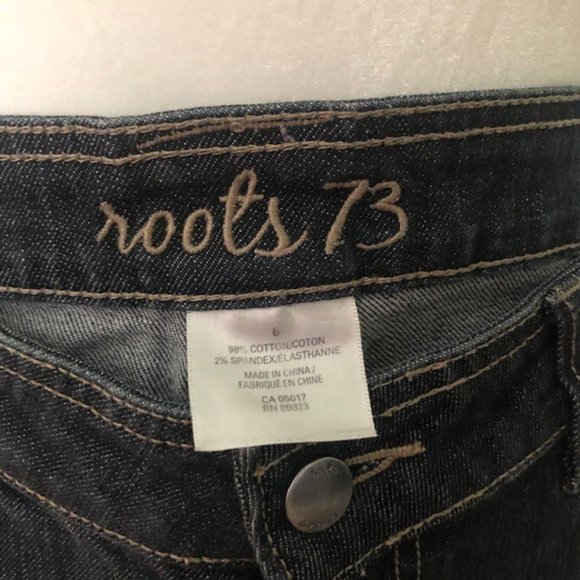 roots 73
6
98% COTTON/COTON
2% SPANDEX/ÉLASTHANNE
MADE IN CHINA /
FABRIQUÉ EN CHINE
CA 05017
RN 89323